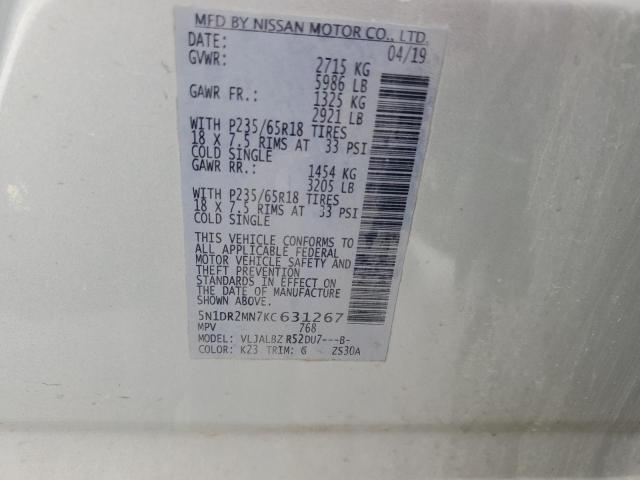 MFD BY NISSAN MOTOR CO., LTD.
DATE: 04/19
GVWR: 2715 KG
5986 LB
GAWR FR.: 1325 KG
2921 LB
WITH P235/65R18 TIRES
18 X 7.5 RIMS AT 33 PSI
COLD SINGLE
GAWR RR.: 1454 KG
3205 LB
WITH P235/65R18 TIRES
18 X 7.5 RIMS AT 33 PSI
COLD SINGLE
THIS VEHICLE CONFORMS TO
ALL APPLICABLE FEDERAL
MOTOR VEHICLE SAFETY AND
THEFT PREVENTION
STANDARDS IN EFFECT ON
THE DATE OF MANUFACTURE
SHOWN ABOVE.
5N1DR2MN7KC631267
MPV 768
MODEL: VLJALBZ R52DU7---B-
COLOR: K23 TRIM: G ZS30A